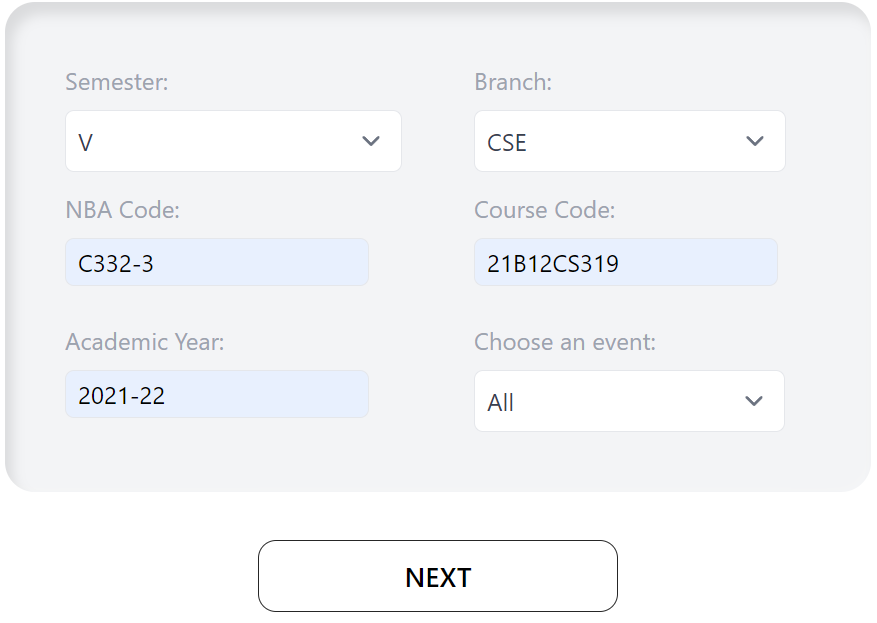 Semester: Branch:
V CSE
NBA Code: Course Code:
C332-3 21B12CS319
Academic Year: Choose an event:
2021-22 All
NEXT